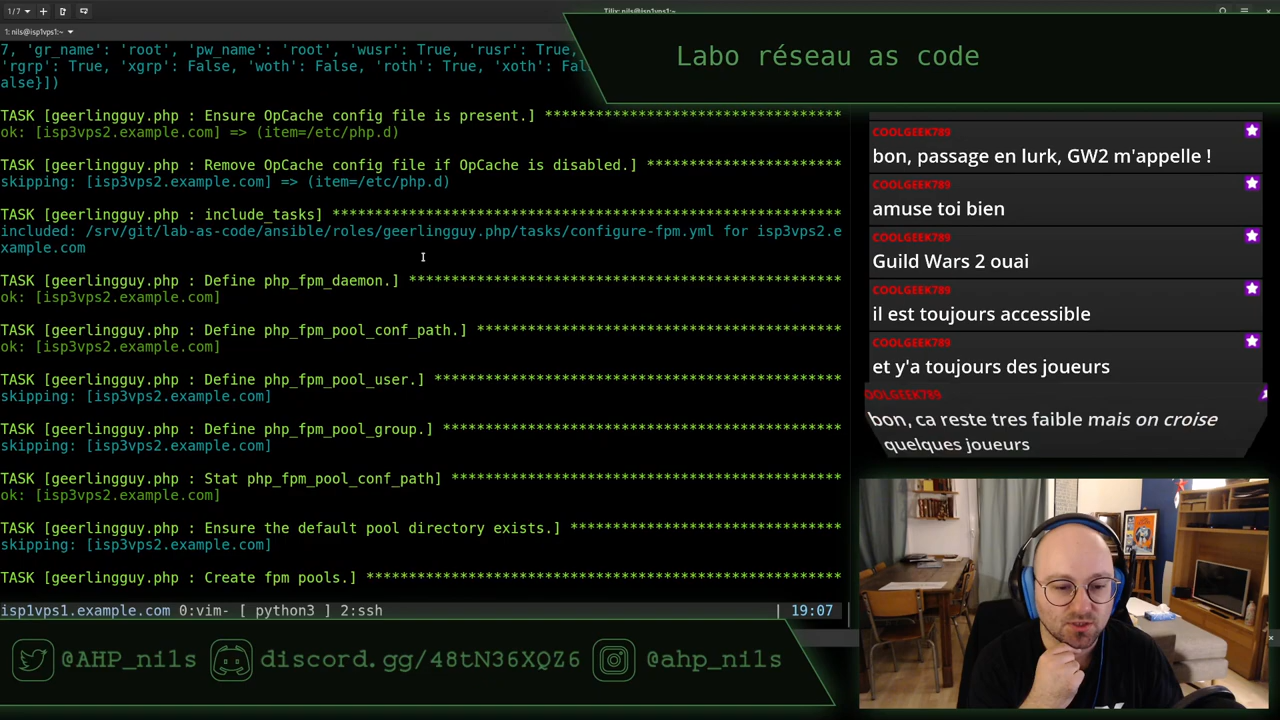 1/7
Tilix: nils@isp1vps1:~
1: nils@isp1vps1:~
7, 'gr_name': 'root', 'pw_name': 'root', 'wusr': True, 'rusr': True,
'rgrp': True, 'xgrp': False, 'woth': False, 'roth': True, 'xoth': Fal
alse}])
TASK [geerlingguy.php : Ensure OpCache config file is present.] ***********************************
ok: [isp3vps2.example.com] => (item=/etc/php.d)
TASK [geerlingguy.php : Remove OpCache config file if OpCache is disabled.] ***********************
skipping: [isp3vps2.example.com] => (item=/etc/php.d)
TASK [geerlingguy.php : include_tasks] ************************************************************
included: /srv/git/lab-as-code/ansible/roles/geerlingguy.php/tasks/configure-fpm.yml for isp3vps2.e
xample.com
TASK [geerlingguy.php : Define php_fpm_daemon.] ***************************************************
ok: [isp3vps2.example.com]
TASK [geerlingguy.php : Define php_fpm_pool_conf_path.] *******************************************
ok: [isp3vps2.example.com]
TASK [geerlingguy.php : Define php_fpm_pool_user.] ************************************************
skipping: [isp3vps2.example.com]
TASK [geerlingguy.php : Define php_fpm_pool_group.] ***********************************************
skipping: [isp3vps2.example.com]
TASK [geerlingguy.php : Stat php_fpm_pool_conf_path] **********************************************
ok: [isp3vps2.example.com]
TASK [geerlingguy.php : Ensure the default pool directory exists.] ********************************
skipping: [isp3vps2.example.com]
TASK [geerlingguy.php : Create fpm pools.] ********************************************************
isp1vps1.example.com 0:vim- [ python3 ] 2:ssh | 19:07
Labo réseau as code
COOLGEEK789
bon, passage en lurk, GW2 m'appelle !
COOLGEEK789
amuse toi bien
COOLGEEK789
Guild Wars 2 ouai
COOLGEEK789
il est toujours accessible
COOLGEEK789
et y'a toujours des joueurs
OOLGEEK789
bon, ca reste tres faible mais on croise
quelques joueurs
@AHP_nils discord.gg/48tN36XQZ6 @ahp_nils